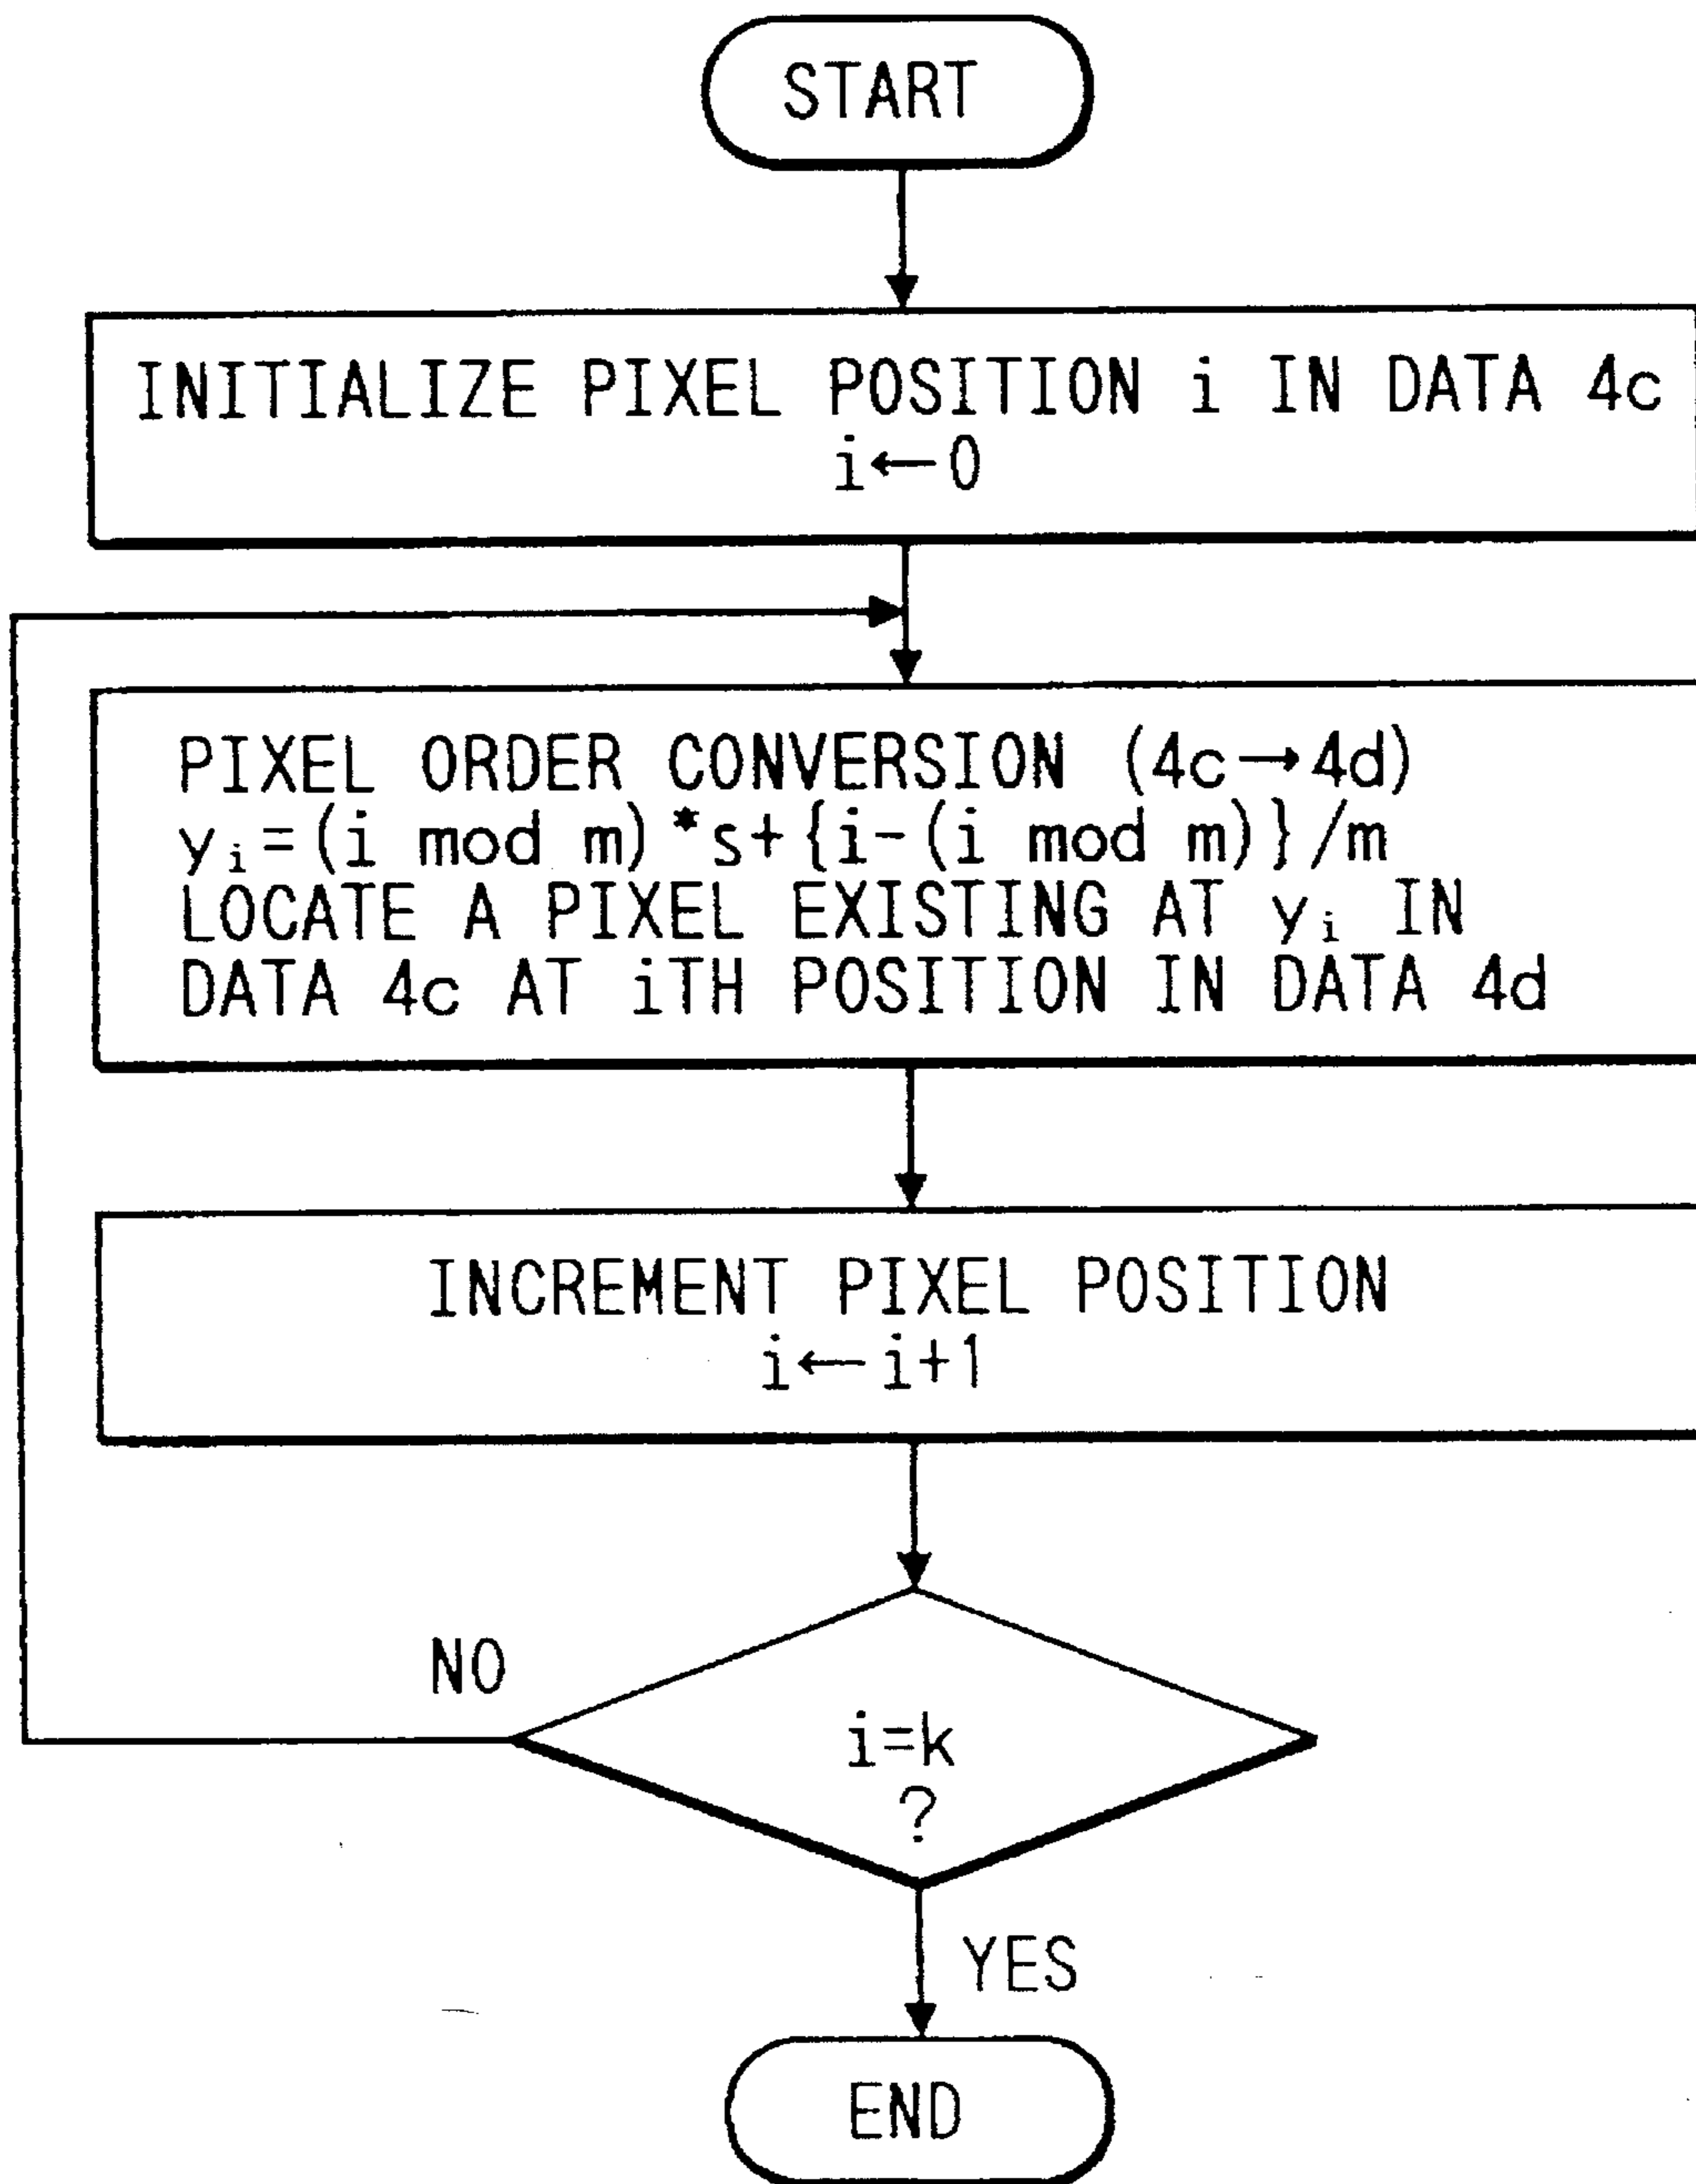 START
INITIALIZE PIXEL POSITION i IN DATA 4c
i←0
PIXEL ORDER CONVERSION (4c→4d)
yᵢ=(i mod m)*s+{i-(i mod m)}/m
LOCATE A PIXEL EXISTING AT yᵢ IN
DATA 4c AT iTH POSITION IN DATA 4d
INCREMENT PIXEL POSITION
i←i+1
NO
i=k
?
YES
END